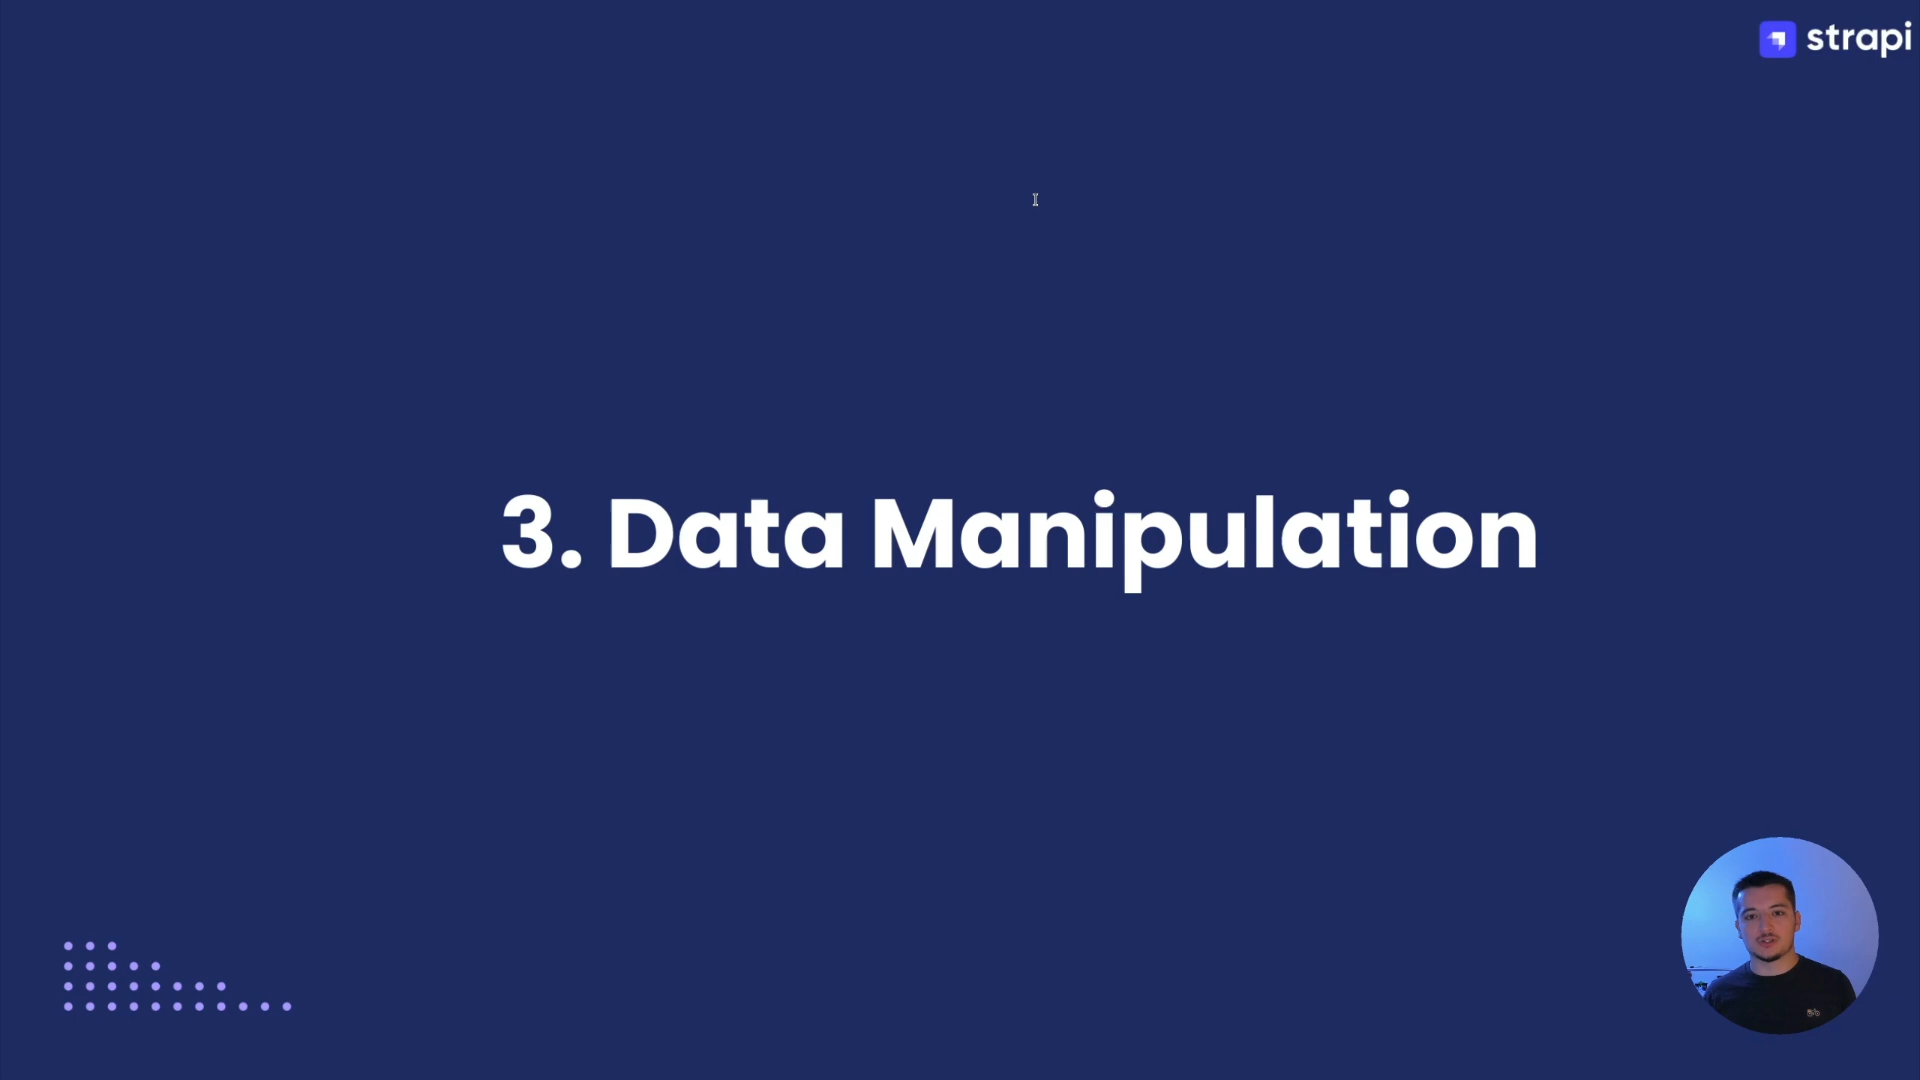 strapi
3. Data Manipulation